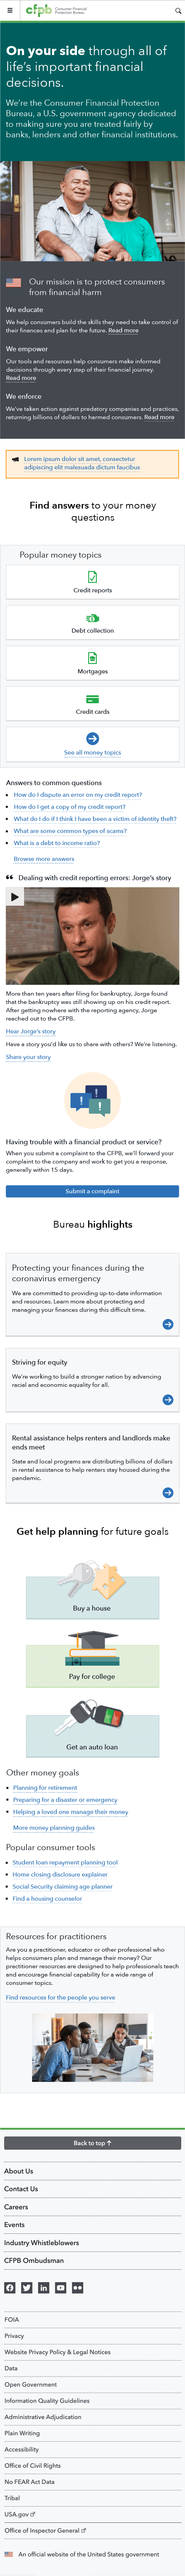 cfpb Consumer Financial
Protection Bureau
On your side through all of
life's important financial
decisions.
We're the Consumer Financial Protection
Bureau, a U.S. government agency dedicated
to making sure you are treated fairly by
banks, lenders and other financial institutions.
Our mission is to protect consumers
from financial harm
We educate
We help consumers build the skills they need to take control of
their finances and plan for the future. Read more
We empower
Our tools and resources help consumers make informed
decisions through every step of their financial journey.
Read more
We enforce
We've taken action against predatory companies and practices,
returning billions of dollars to harmed consumers. Read more
Lorem ipsum dolor sit amet, consectetur
adipiscing elit malesuada dictum faucibus
Find answers to your money
questions
Popular money topics
Credit reports
Debt collection
Mortgages
Credit cards
See all money topics
Answers to common questions
How do I dispute an error on my credit report?
How do I get a copy of my credit report?
What do I do if I think I have been a victim of identity theft?
What are some common types of scams?
What is a debt to income ratio?
Browse more answers
Dealing with credit reporting errors: Jorge's story
More than ten years after filing for bankruptcy, Jorge found
that the bankruptcy was still showing up on his credit report.
After getting nowhere with the reporting agency, Jorge
reached out to the CFPB.
Hear Jorge's story
Have a story you'd like us to share with others? We're listening.
Share your story
Having trouble with a financial product or service?
When you submit a complaint to the CFPB, we'll forward your
complaint to the company and work to get you a response,
generally within 15 days.
Submit a complaint
Bureau highlights
Protecting your finances during the
coronavirus emergency
We are committed to providing up-to-date information
and resources. Learn more about protecting and
managing your finances during this difficult time.
Striving for equity
We're working to build a stronger nation by advancing
racial and economic equality for all.
Rental assistance helps renters and landlords make
ends meet
State and local programs are distributing billions of dollars
in rental assistance to help renters stay housed during the
pandemic.
Get help planning for future goals
Buy a house
Pay for college
Get an auto loan
Other money goals
Planning for retirement
Preparing for a disaster or emergency
Helping a loved one manage their money
More money planning guides
Popular consumer tools
Student loan repayment planning tool
Home closing disclosure explainer
Social Security claiming age planner
Find a housing counselor
Resources for practitioners
Are you a practitioner, educator or other professional who
helps consumers plan and manage their money? Our
practitioner resources are designed to help professionals teach
and encourage financial capability for a wide range of
consumer topics.
Find resources for the people you serve
Back to top
About Us
Contact Us
Careers
Events
Industry Whistleblowers
CFPB Ombudsman
FOIA
Privacy
Website Privacy Policy & Legal Notices
Data
Open Government
Information Quality Guidelines
Administrative Adjudication
Plain Writing
Accessibility
Office of Civil Rights
No FEAR Act Data
Tribal
USA.gov
Office of Inspector General
An official website of the United States government